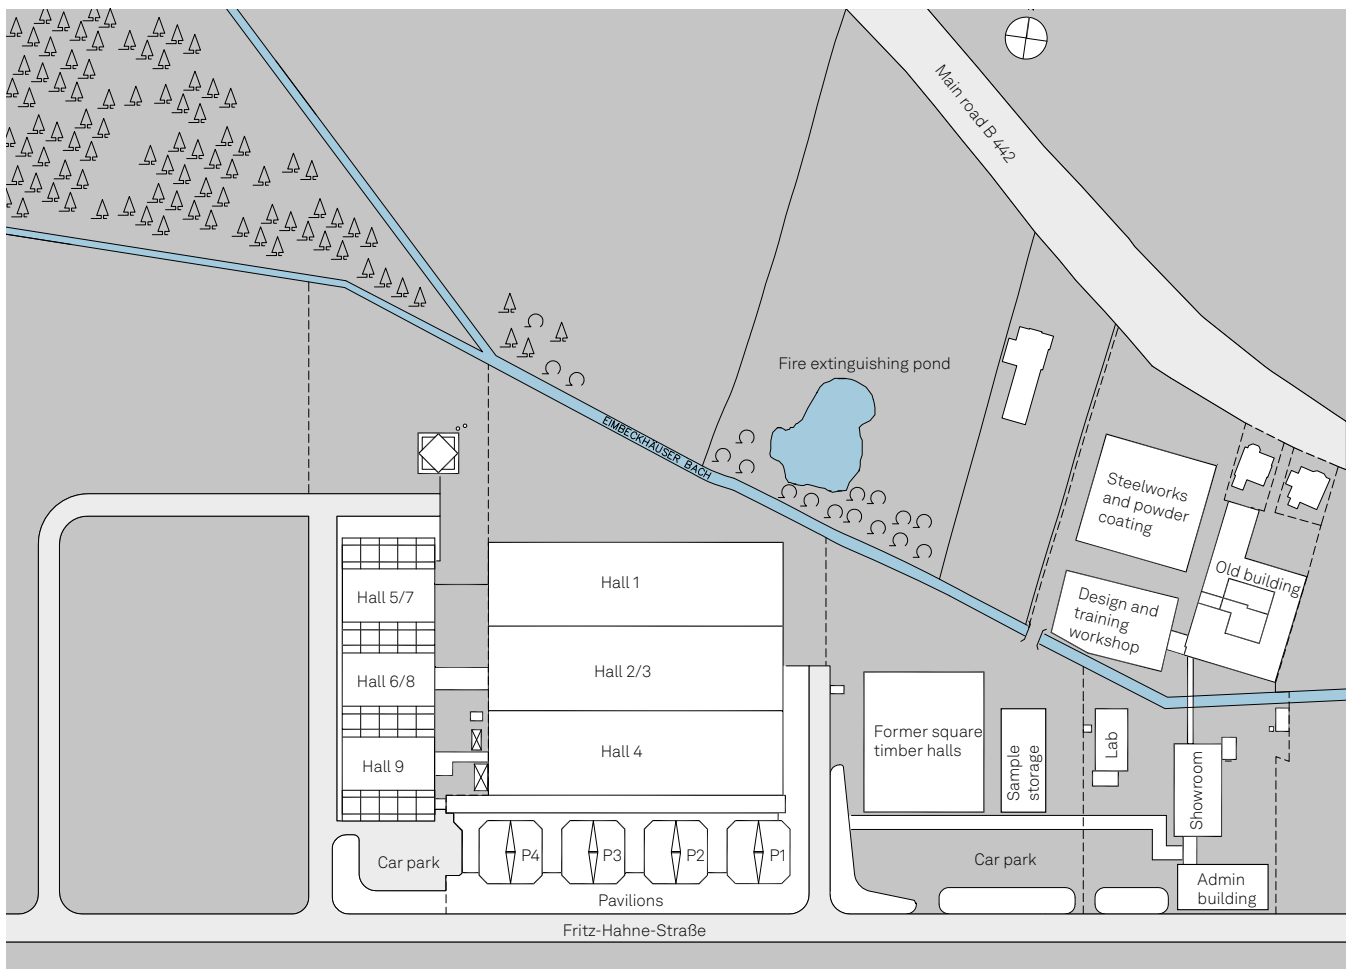 Main road B 442
Fire extinguishing pond
EIMBECKHÄUSER BACH
Steelworks
and powder
coating
Old building
Design and
training
workshop
Hall 1
Hall 5/7
Hall 2/3
Hall 6/8
Former square
timber halls
Sample
storage
Lab
Showroom
Hall 4
Hall 9
Car park
P4
P3
P2
P1
Car park
Admin
building
Pavilions
Fritz-Hahne-Straße